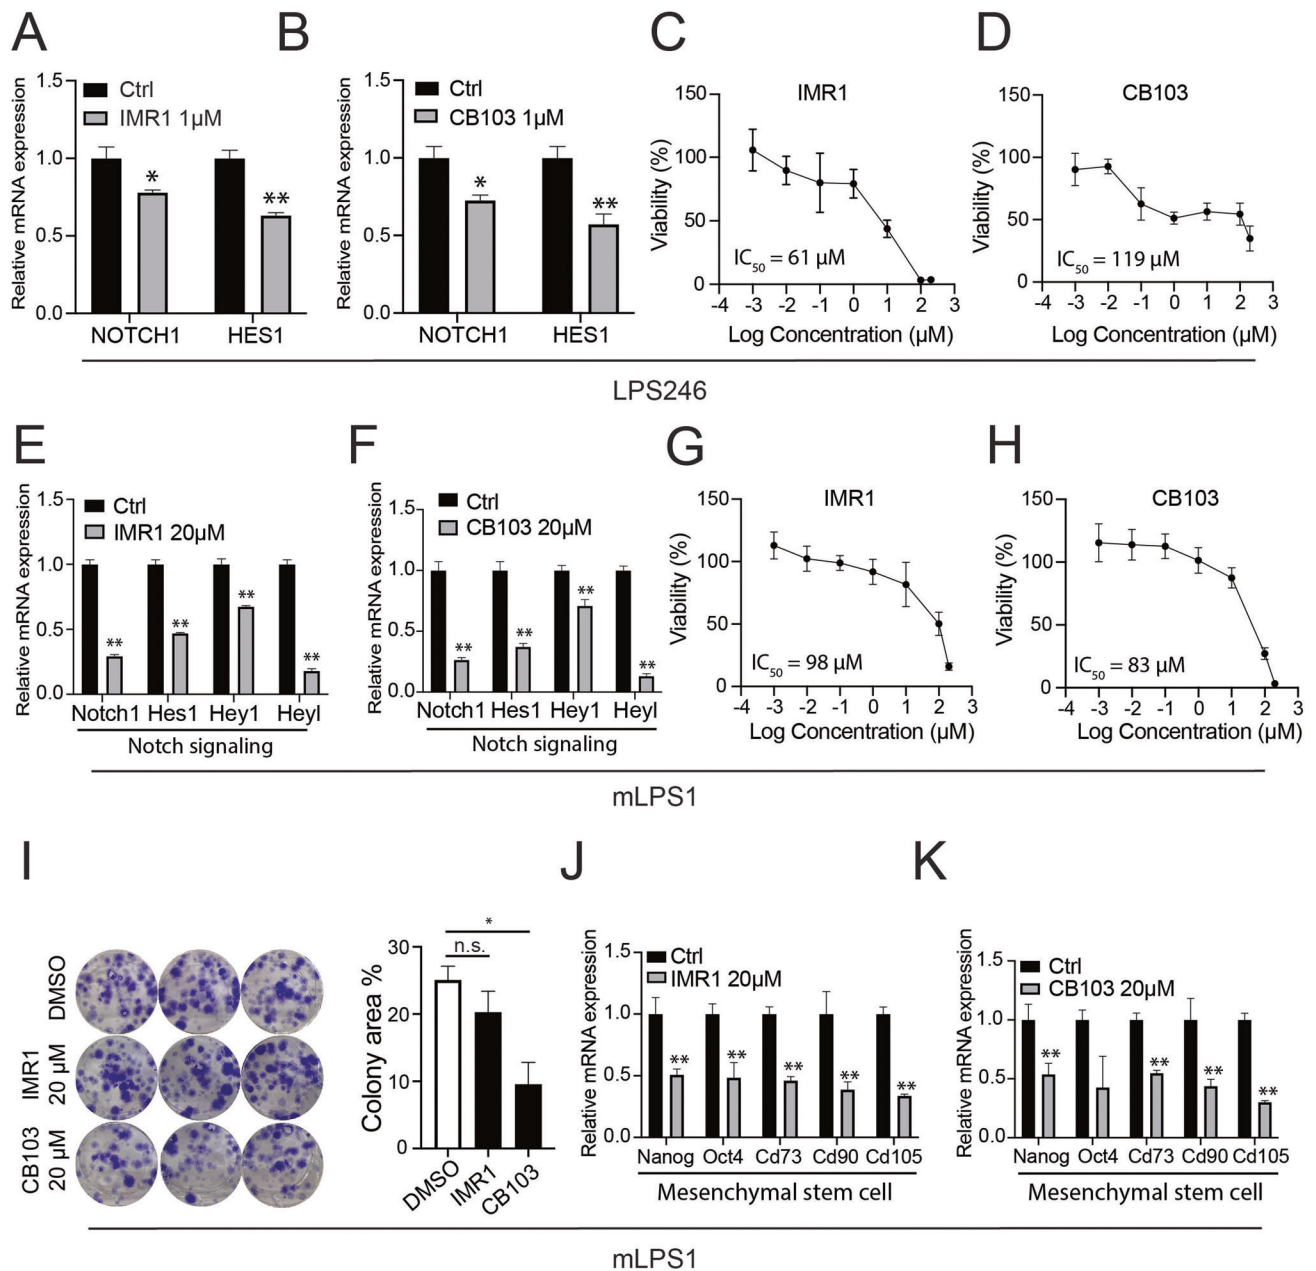 A
Relative mRNA expression
1.5
1.0
0.5
0.0
Ctrl
IMR1 1µM
*
**
NOTCH1
HES1
B
Relative mRNA expression
1.5
1.0
0.5
0.0
Ctrl
CB103 1µM
*
**
NOTCH1
HES1
C
IMR1
Viability (%)
150
100
50
0
IC50 = 61 µM
-4 -3 -2 -1 0 1 2 3
Log Concentration (µM)
D
CB103
Viability (%)
150
100
50
0
IC50 = 119 µM
-4 -3 -2 -1 0 1 2 3
Log Concentration (µM)
LPS246
E
Relative mRNA expression
1.5
1.0
0.5
0.0
Ctrl
IMR1 20µM
** ** ** **
Notch1 Hes1 Hey1 Heyl
Notch signaling
F
Relative mRNA expression
1.5
1.0
0.5
0.0
Ctrl
CB103 20µM
** ** ** **
Notch1 Hes1 Hey1 Heyl
Notch signaling
G
IMR1
Viability (%)
150
100
50
0
IC50 = 98 µM
-4 -3 -2 -1 0 1 2 3
Log Concentration (µM)
H
CB103
Viability (%)
150
100
50
0
IC50 = 83 µM
-4 -3 -2 -1 0 1 2 3
Log Concentration (µM)
mLPS1
I
DMSO
IMR1
20 µM
CB103
20 µM
Colony area %
30
20
10
0
*
n.s.
DMSO
IMR1
CB103
J
Relative mRNA expression
1.5
1.0
0.5
0.0
Ctrl
IMR1 20µM
** ** ** ** **
Nanog Oct4 Cd73 Cd90 Cd105
Mesenchymal stem cell
K
Relative mRNA expression
1.5
1.0
0.5
0.0
Ctrl
CB103 20µM
** ** ** **
Nanog Oct4 Cd73 Cd90 Cd105
Mesenchymal stem cell
mLPS1